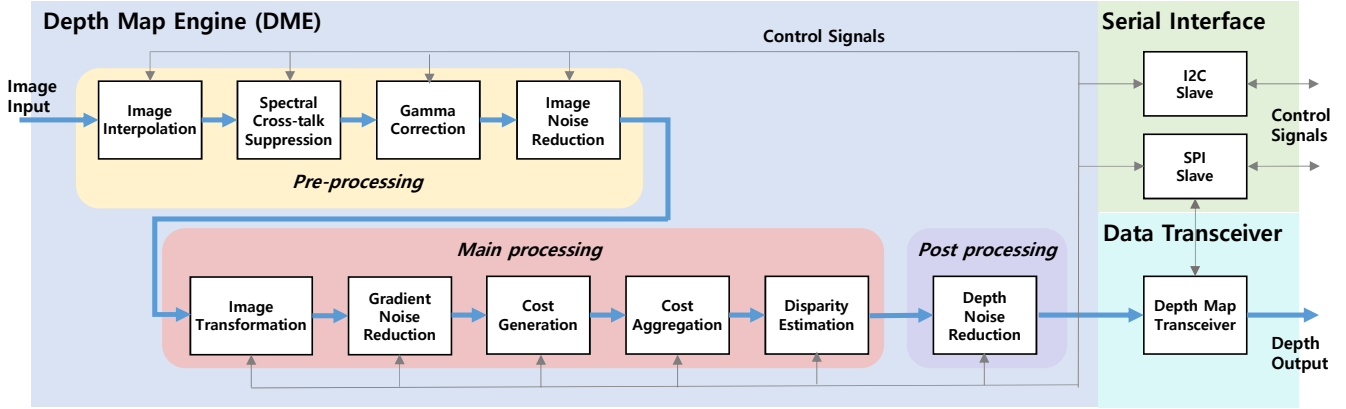 Depth Map Engine (DME)
Serial Interface
Control Signals
Image
Input
Image
Interpolation
Spectral
Cross-talk
Suppression
Gamma
Correction
Image
Noise
Reduction
I2C
Slave
Control
Signals
SPI
Slave
Pre-processing
Data Transceiver
Main processing
Post processing
Image
Transformation
Gradient
Noise
Reduction
Cost
Generation
Cost
Aggregation
Disparity
Estimation
Depth
Noise
Reduction
Depth Map
Transceiver
Depth
Output